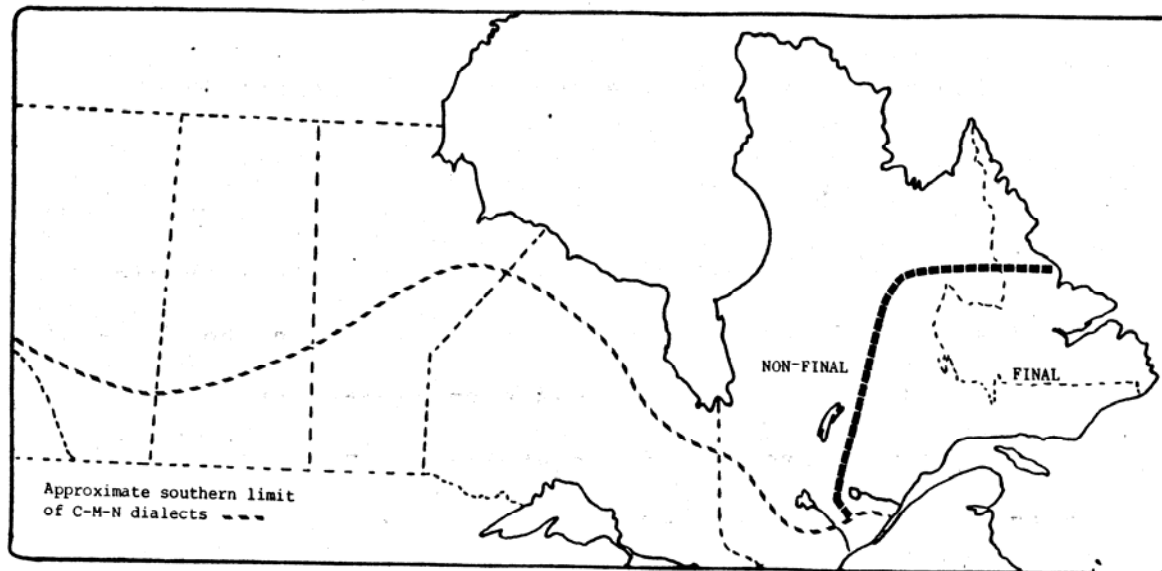 NON-FINAL
FINAL
Approximate southern limit
of C-M-N dialects